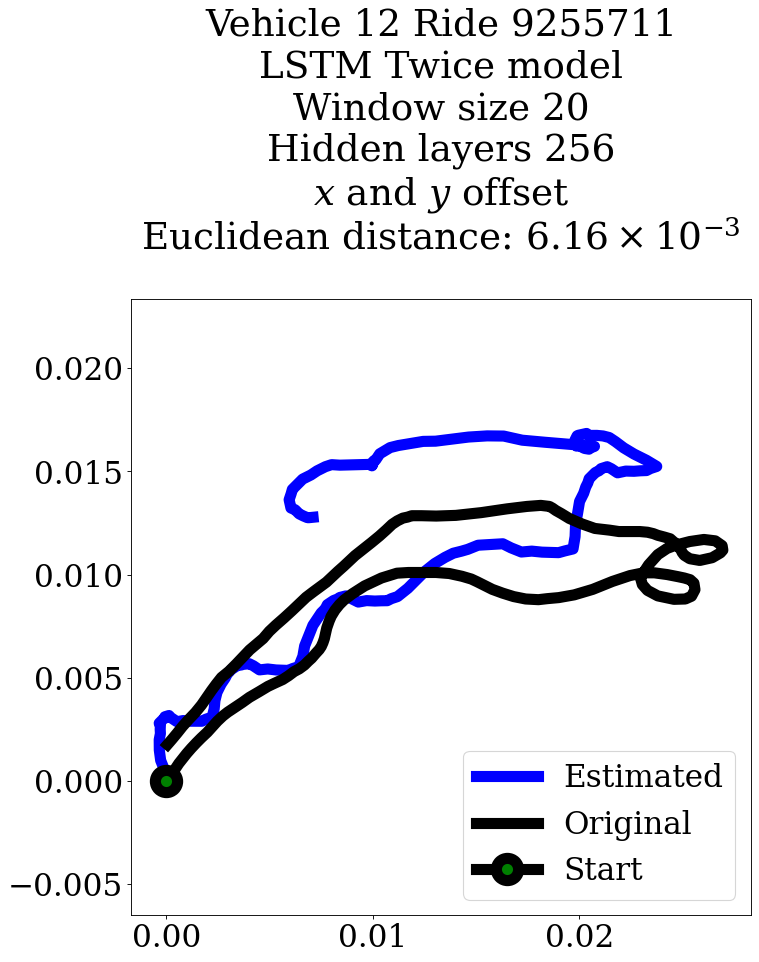 Vehicle 12 Ride 9255711
LSTM Twice model
Window size 20
Hidden layers 256
x and y offset
Euclidean distance: 6.16 × 10⁻³
0.020
0.015
0.010
0.005
0.000
−0.005
Estimated
Original
Start
0.00 0.01 0.02